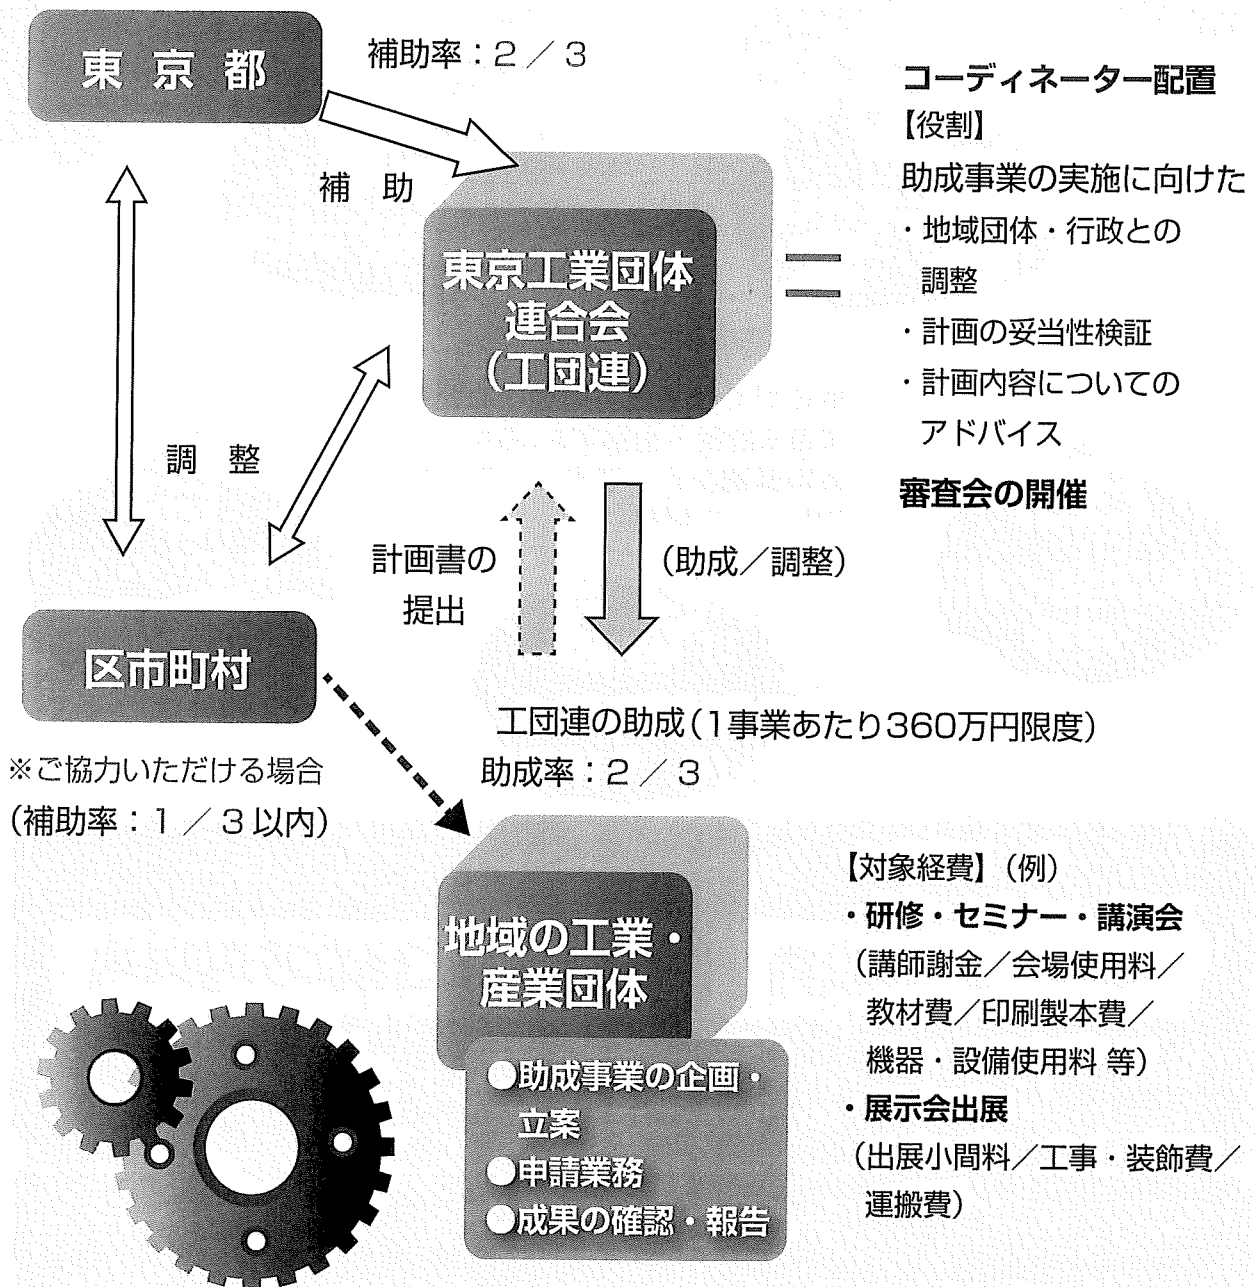 東京都
補助率：2／3
補　助
東京工業団体
連合会
（工団連）
コーディネーター配置
【役割】
助成事業の実施に向けた
・地域団体・行政との
調整
・計画の妥当性検証
・計画内容についての
アドバイス
審査会の開催
調　整
計画書の
提出
（助成／調整）
区市町村
※ご協力いただける場合
（補助率：1／3以内）
工団連の助成（1事業あたり360万円限度）
助成率：2／3
地域の工業・
産業団体
●助成事業の企画・
立案
●申請業務
●成果の確認・報告
【対象経費】（例）
・研修・セミナー・講演会
（講師謝金／会場使用料／
教材費／印刷製本費／
機器・設備使用料 等）
・展示会出展
（出展小間料／工事・装飾費／
運搬費）